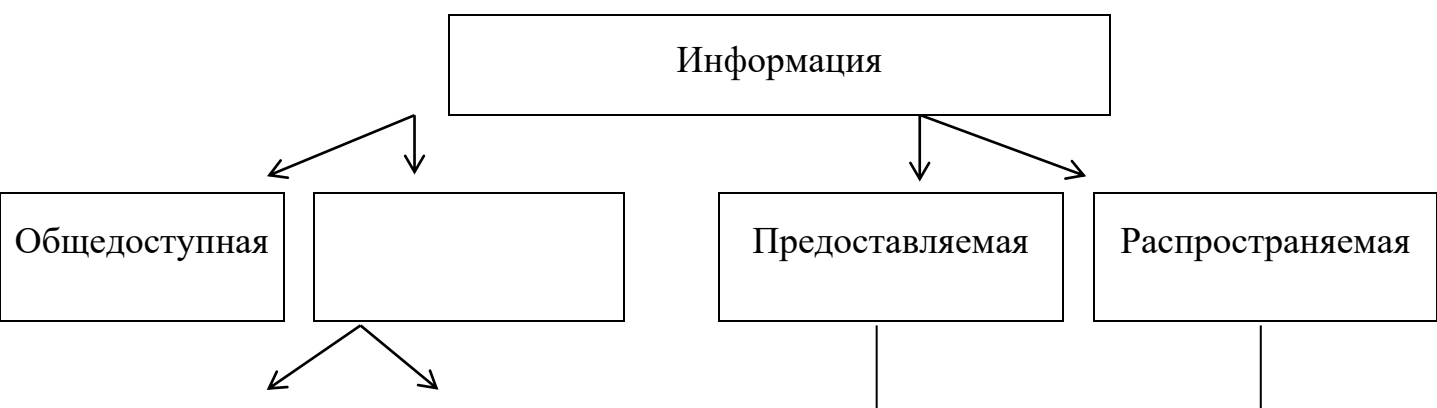 Информация
Общедоступная
Предоставляемая
Распространяемая